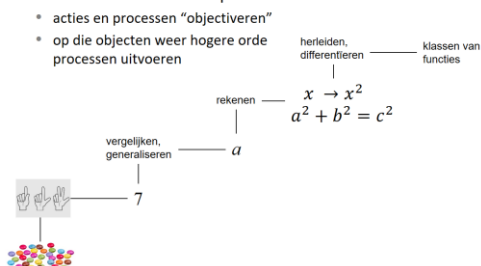 • acties en processen “objectiveren”
• op die objecten weer hogere orde
processen uitvoeren
herleiden,
differentiëren
klassen van
functies
x → x²
a² + b² = c²
rekenen
a
vergelijken,
generaliseren
7